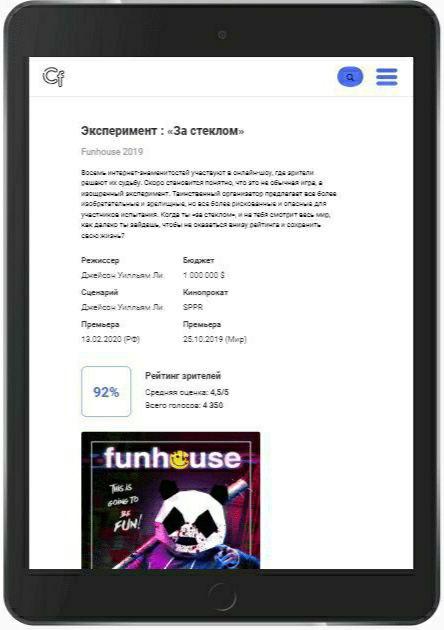 Cf
Эксперимент : «За стеклом»
Funhouse 2019
Восемь интернет-знаменитостей участвуют в онлайн-шоу, где зрители
решают их судьбу. Скоро становится понятно, что это не обычная игра, а
изощренный эксперимент. Таинственный организатор предлагает все более
изобретательные и зрелищные, но все более рискованные и опасные для
участников испытания. Когда ты «за стеклом», и на тебя смотрит весь мир,
как далеко ты зайдешь, чтобы не оказаться внизу рейтинга и сохранить
свою жизнь?
Режиссер Бюджет
Джейсон Уилльям Ли 1 000 000 $
Сценарий Кинопрокат
Джейсон Уилльям Ли SPPR
Премьера Премьера
13.02.2020 (РФ) 25.10.2019 (Мир)
92%
Рейтинг зрителей
Средняя оценка: 4,5/5
Всего голосов: 4 350
funhouse
THIS IS
GOING TO
BE
FUN!